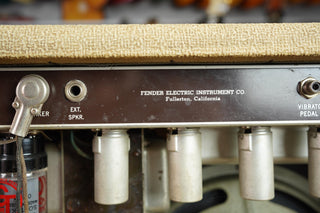 EXT.
SPKR.
FENDER ELECTRIC INSTRUMENT CO.
Fullerton, California
VIBRATO
PEDAL